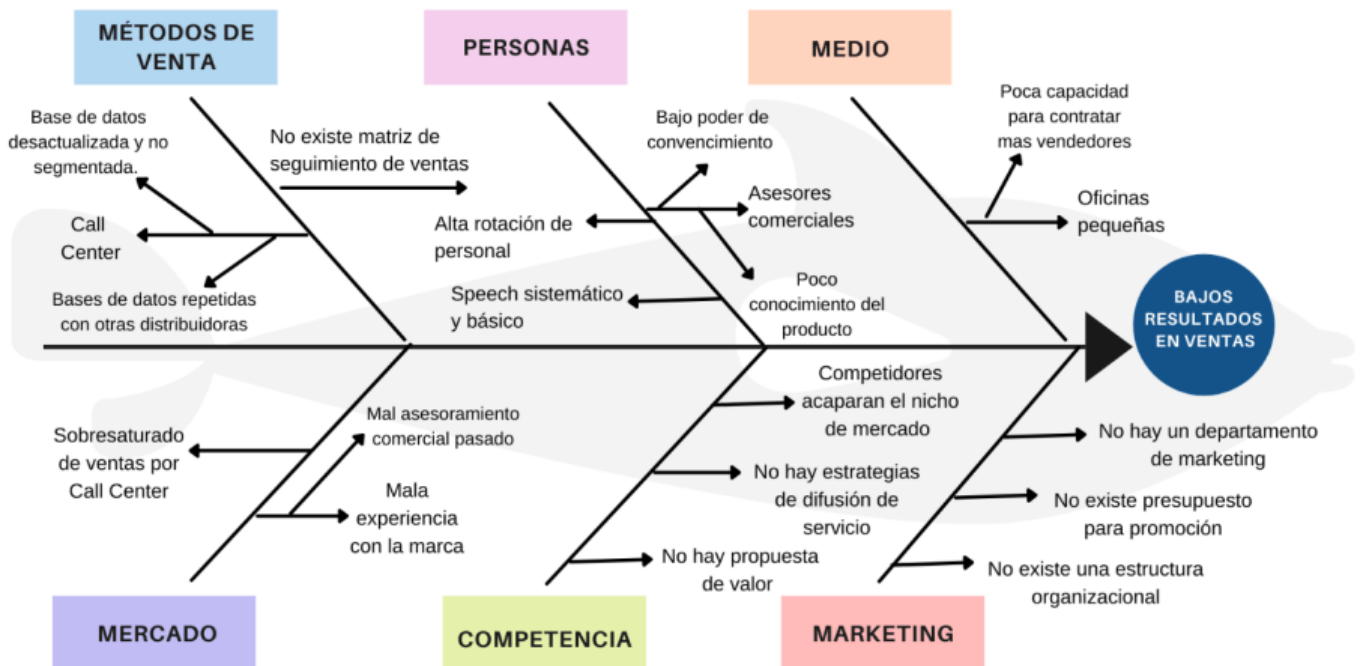 MÉTODOS DE
VENTA
PERSONAS
MEDIO
Base de datos
desactualizada y no
segmentada.
No existe matriz de
seguimiento de ventas
Call
Center
Bases de datos repetidas
con otras distribuidoras
Bajo poder de
convencimiento
Asesores
comerciales
Alta rotación de
personal
Speech sistemático
y básico
Poco
conocimiento del
producto
Poca capacidad
para contratar
mas vendedores
Oficinas
pequeñas
BAJOS
RESULTADOS
EN VENTAS
Sobresaturado
de ventas por
Call Center
Mal asesoramiento
comercial pasado
Mala
experiencia
con la marca
Competidores
acaparan el nicho
de mercado
No hay estrategias
de difusión de
servicio
No hay propuesta
de valor
No hay un departamento
de marketing
No existe presupuesto
para promoción
No existe una estructura
organizacional
MERCADO
COMPETENCIA
MARKETING